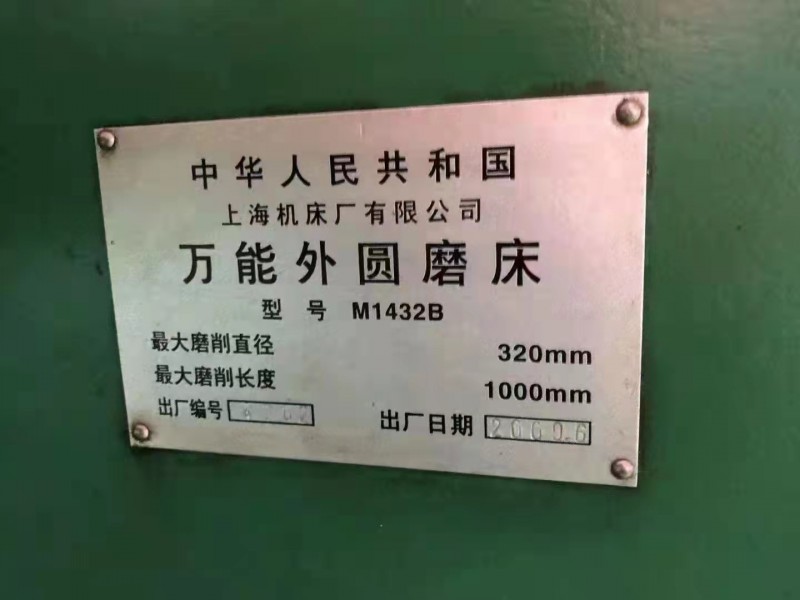 中华人民共和国
上海机床厂有限公司
万能外圆磨床
型 号 M1432B
最大磨削直径 320mm
最大磨削长度 1000mm
出厂编号
出厂日期